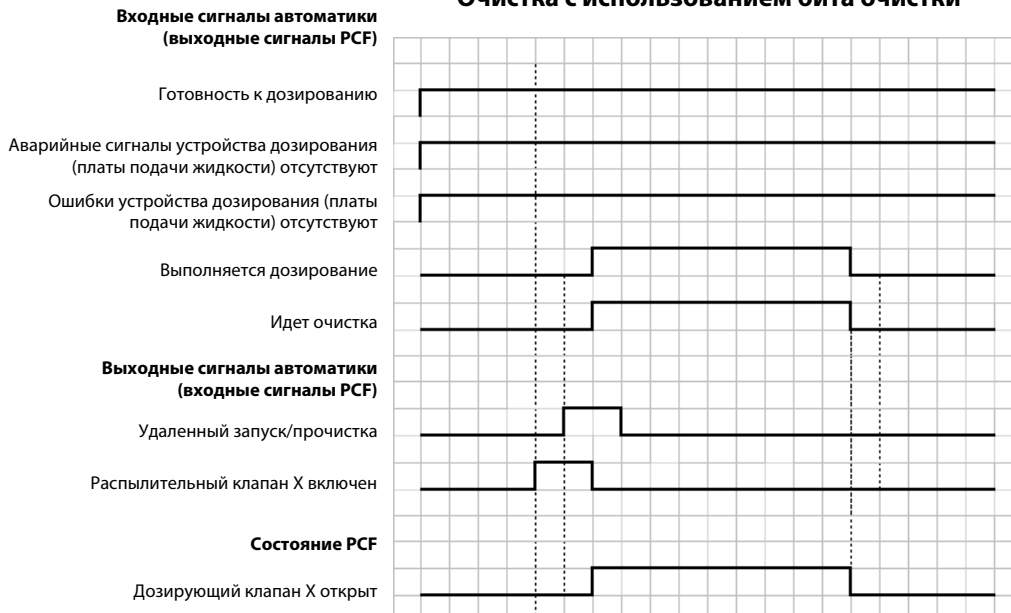 Очистка с использованием бита очистки
Входные сигналы автоматики
(выходные сигналы PCF)
Готовность к дозированию
Аварийные сигналы устройства дозирования
(платы подачи жидкости) отсутствуют
Ошибки устройства дозирования (платы
подачи жидкости) отсутствуют
Выполняется дозирование
Идет очистка
Выходные сигналы автоматики
(входные сигналы PCF)
Удаленный запуск/прочистка
Распылительный клапан X включен
Состояние PCF
Дозирующий клапан X открыт